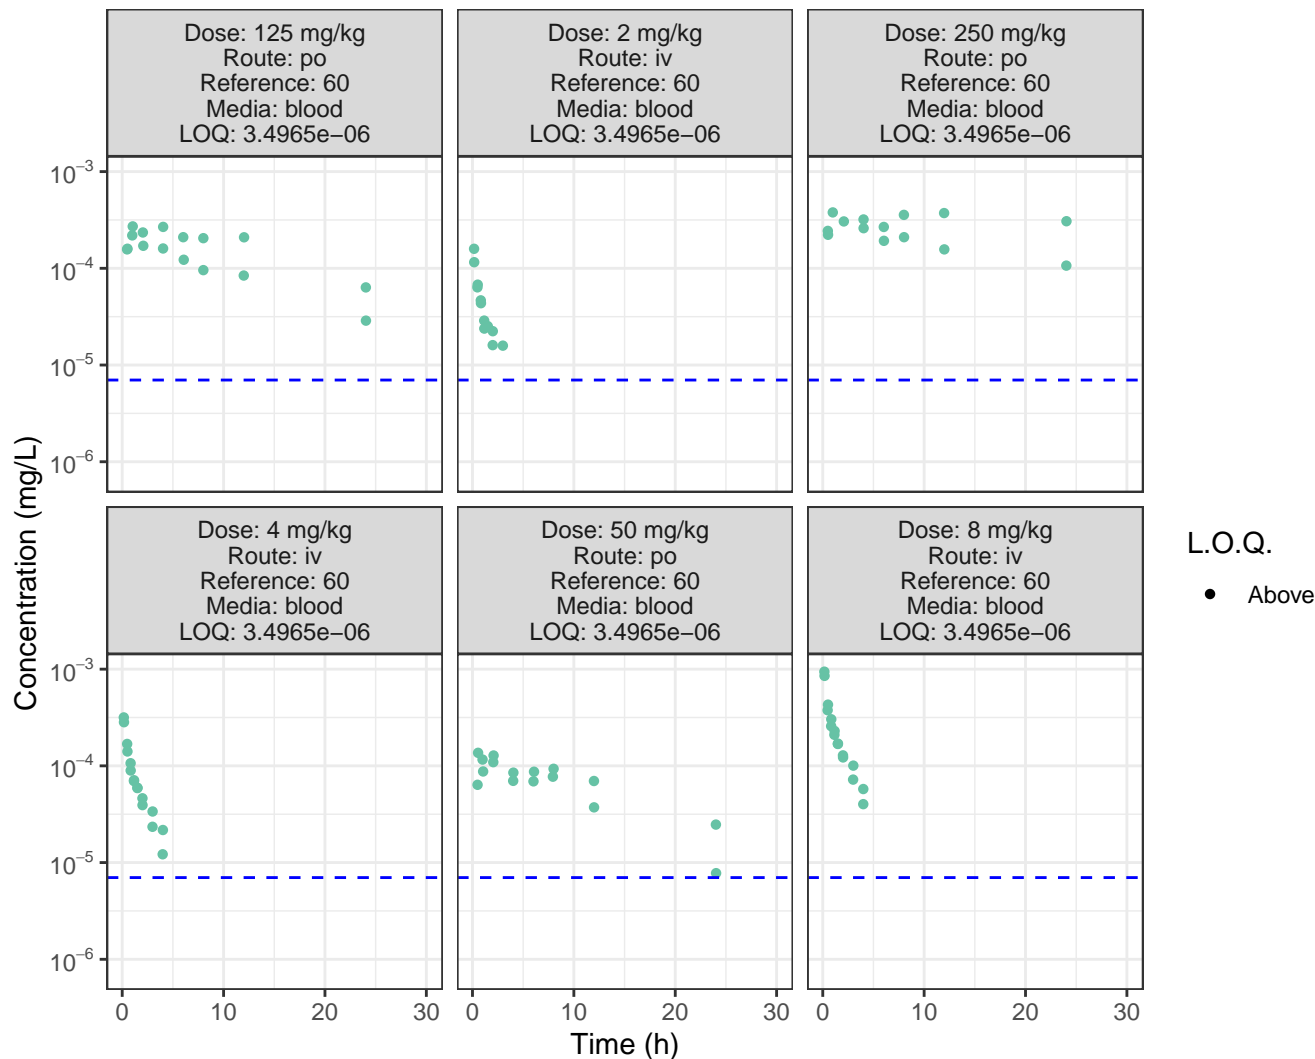 Dose: 125 mg/kg
Route: po
Reference: 60
Media: blood
LOQ: 3.4965e−06
Dose: 2 mg/kg
Route: iv
Reference: 60
Media: blood
LOQ: 3.4965e−06
Dose: 250 mg/kg
Route: po
Reference: 60
Media: blood
LOQ: 3.4965e−06
10⁻³
10⁻⁴
10⁻⁵
10⁻⁶
Concentration (mg/L)
Dose: 4 mg/kg
Route: iv
Reference: 60
Media: blood
LOQ: 3.4965e−06
Dose: 50 mg/kg
Route: po
Reference: 60
Media: blood
LOQ: 3.4965e−06
Dose: 8 mg/kg
Route: iv
Reference: 60
Media: blood
LOQ: 3.4965e−06
10⁻³
10⁻⁴
10⁻⁵
10⁻⁶
0 10 20 30
0 10 20 30
0 10 20 30
Time (h)
L.O.Q.
Above